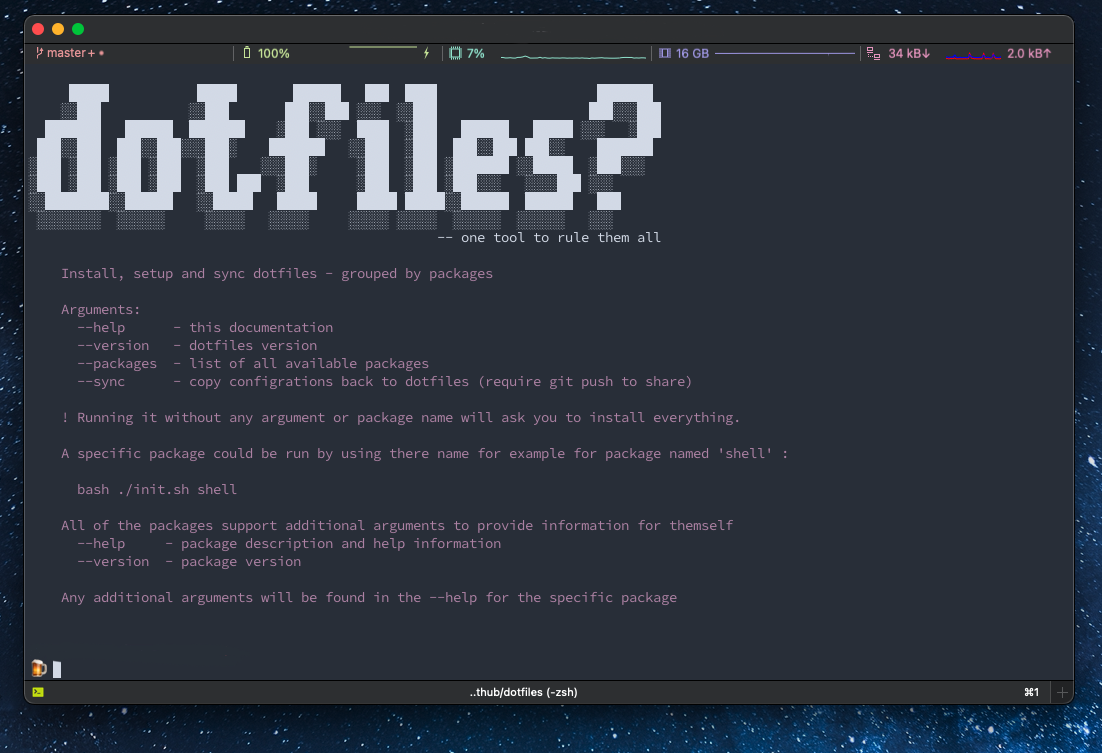 master+ •
100%
7%
16 GB
34 kB↓
2.0 kB↑
dotfiles?
-- one tool to rule them all
Install, setup and sync dotfiles - grouped by packages
Arguments:
--help - this documentation
--version - dotfiles version
--packages - list of all available packages
--sync - copy configrations back to dotfiles (require git push to share)
! Running it without any argument or package name will ask you to install everything.
A specific package could be run by using there name for example for package named 'shell' :
bash ./init.sh shell
All of the packages support additional arguments to provide information for themself
--help - package description and help information
--version - package version
Any additional arguments will be found in the --help for the specific package
..thub/dotfiles (-zsh)
⌘1